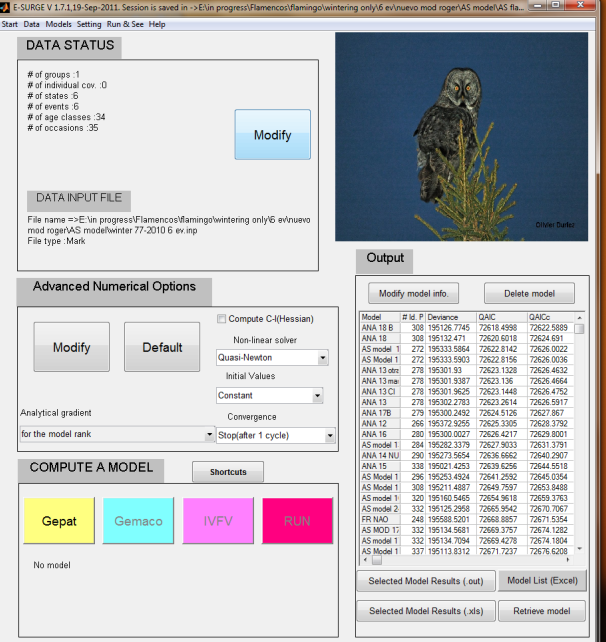 E-SURGE V 1.7.1,19-Sep-2011. Session is saved in ->E:\in progress\Flamencos\flamingo\wintering only\6 ev\nuevo mod roger\AS model\AS fla...
Start Data Models Setting Run & See Help
DATA STATUS
# of groups :1
# of individual cov. :0
# of states :6
# of events :6
# of age classes :34
# of occasions :35
Modify
DATA INPUT FILE
File name =>E:\in progress\Flamencos\flamingo\wintering only\6 ev\nuevo
mod roger\AS model\winter 77-2010 6 ev.inp
File type :Mark
Advanced Numerical Options
Modify
Default
Compute C-I(Hessian)
Non-linear solver
Quasi-Newton
Initial Values
Constant
Analytical gradient
for the model rank
Convergence
Stop(after 1 cycle)
COMPUTE A MODEL
Shortcuts
Gepat
Gemaco
IVFV
RUN
No model
Output
Modify model info.
Delete model
Model # Id. P Deviance QAIC QAICc
ANA 18 B 308 195126.7745 72618.4998 72622.5889
ANA 18 308 195132.471 72620.6018 72624.691
AS model 1 272 195333.5864 72622.8142 72626.0022
AS Model 1 272 195333.5903 72622.8156 72626.0036
ANA 13 otra 278 195301.93 72623.1328 72626.4632
ANA 13 mar 278 195301.9387 72623.136 72626.4664
ANA 13 CI 278 195301.9625 72623.1448 72626.4752
ANA 13 278 195302.2783 72623.2614 72626.5917
ANA 17B 279 195300.2492 72624.5126 72627.867
ANA 12 266 195372.9255 72625.3305 72628.3792
ANA 16 280 195300.0027 72626.4217 72629.8001
AS model 1 284 195282.3379 72627.9033 72631.3791
ANA 14 NU 290 195273.5654 72636.6662 72640.2907
ANA 15 338 195021.4253 72639.6256 72644.5518
AS Model 1 296 195253.4924 72641.2592 72645.0354
AS Model 1 308 195211.4887 72649.7597 72653.8488
AS model 1 320 195160.5465 72654.9618 72659.3763
AS model 2 332 195125.2958 72665.9542 72670.7067
FR NAO 248 195588.5201 72668.8857 72671.5354
AS MOD 17 332 195134.5681 72669.3757 72674.1282
AS model 1 332 195134.7094 72669.4278 72674.1804
AS Model 1 337 195113.8312 72671.7237 72676.6208
Selected Model Results (.out)
Model List (Excel)
Selected Model Results (.xls)
Retrieve model